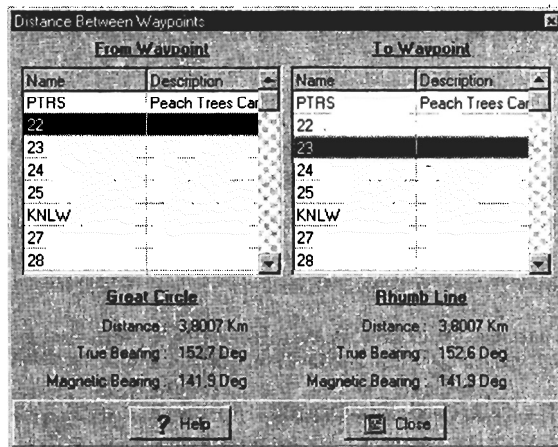 Distance Between Waypoints
From Waypoint
Name Description
PTRS Peach Trees Car
22
23
24
25
KNLW
27
28
To Waypoint
Name Description
PTRS Peach Trees Car
22
23
24
25
KNLW
27
28
Great Circle
Distance : 3,8007 Km
True Bearing : 152,7 Deg
Magnetic Bearing : 141,9 Deg
Rhumb Line
Distance : 3,8007 Km
True Bearing : 152,6 Deg
Magnetic Bearing : 141,9 Deg
? Help
Close